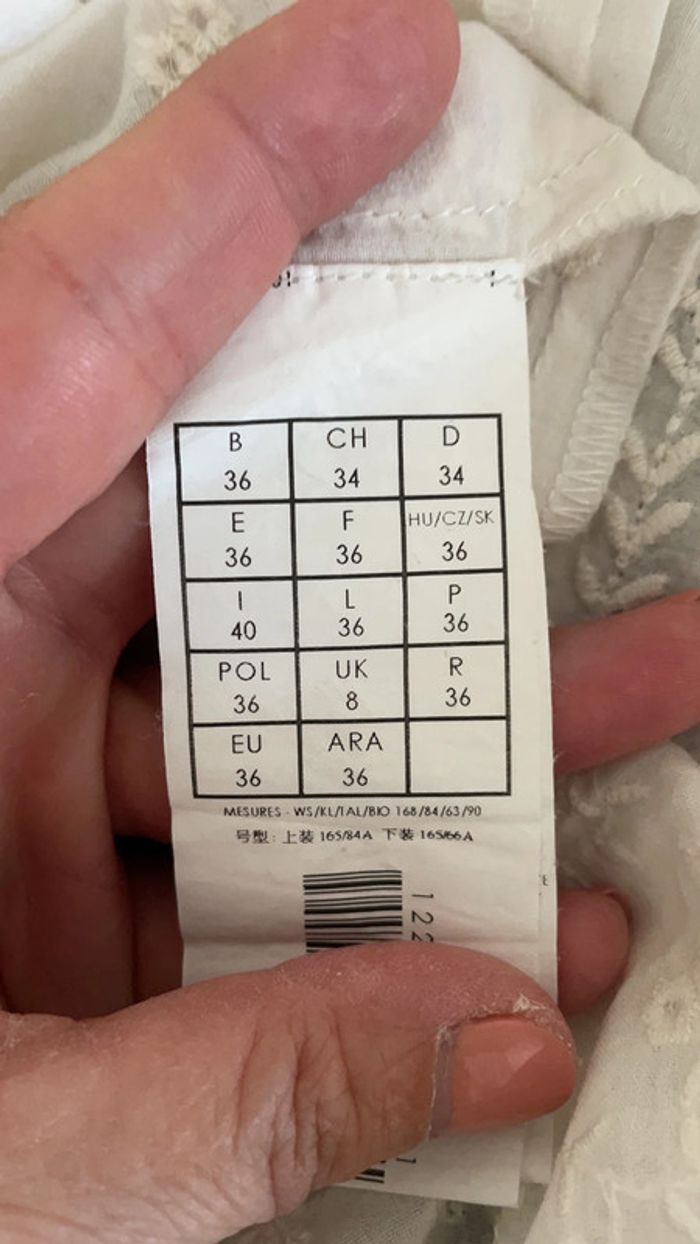 B CH D
36 34 34
E F HU/CZ/SK
36 36 36
I L P
40 36 36
POL UK R
36 8 36
EU ARA
36 36
MESURES - WS/KL/TAL/BIO 168/84/63/90
号型: 上装 165/84A 下装 165/66A
122
E